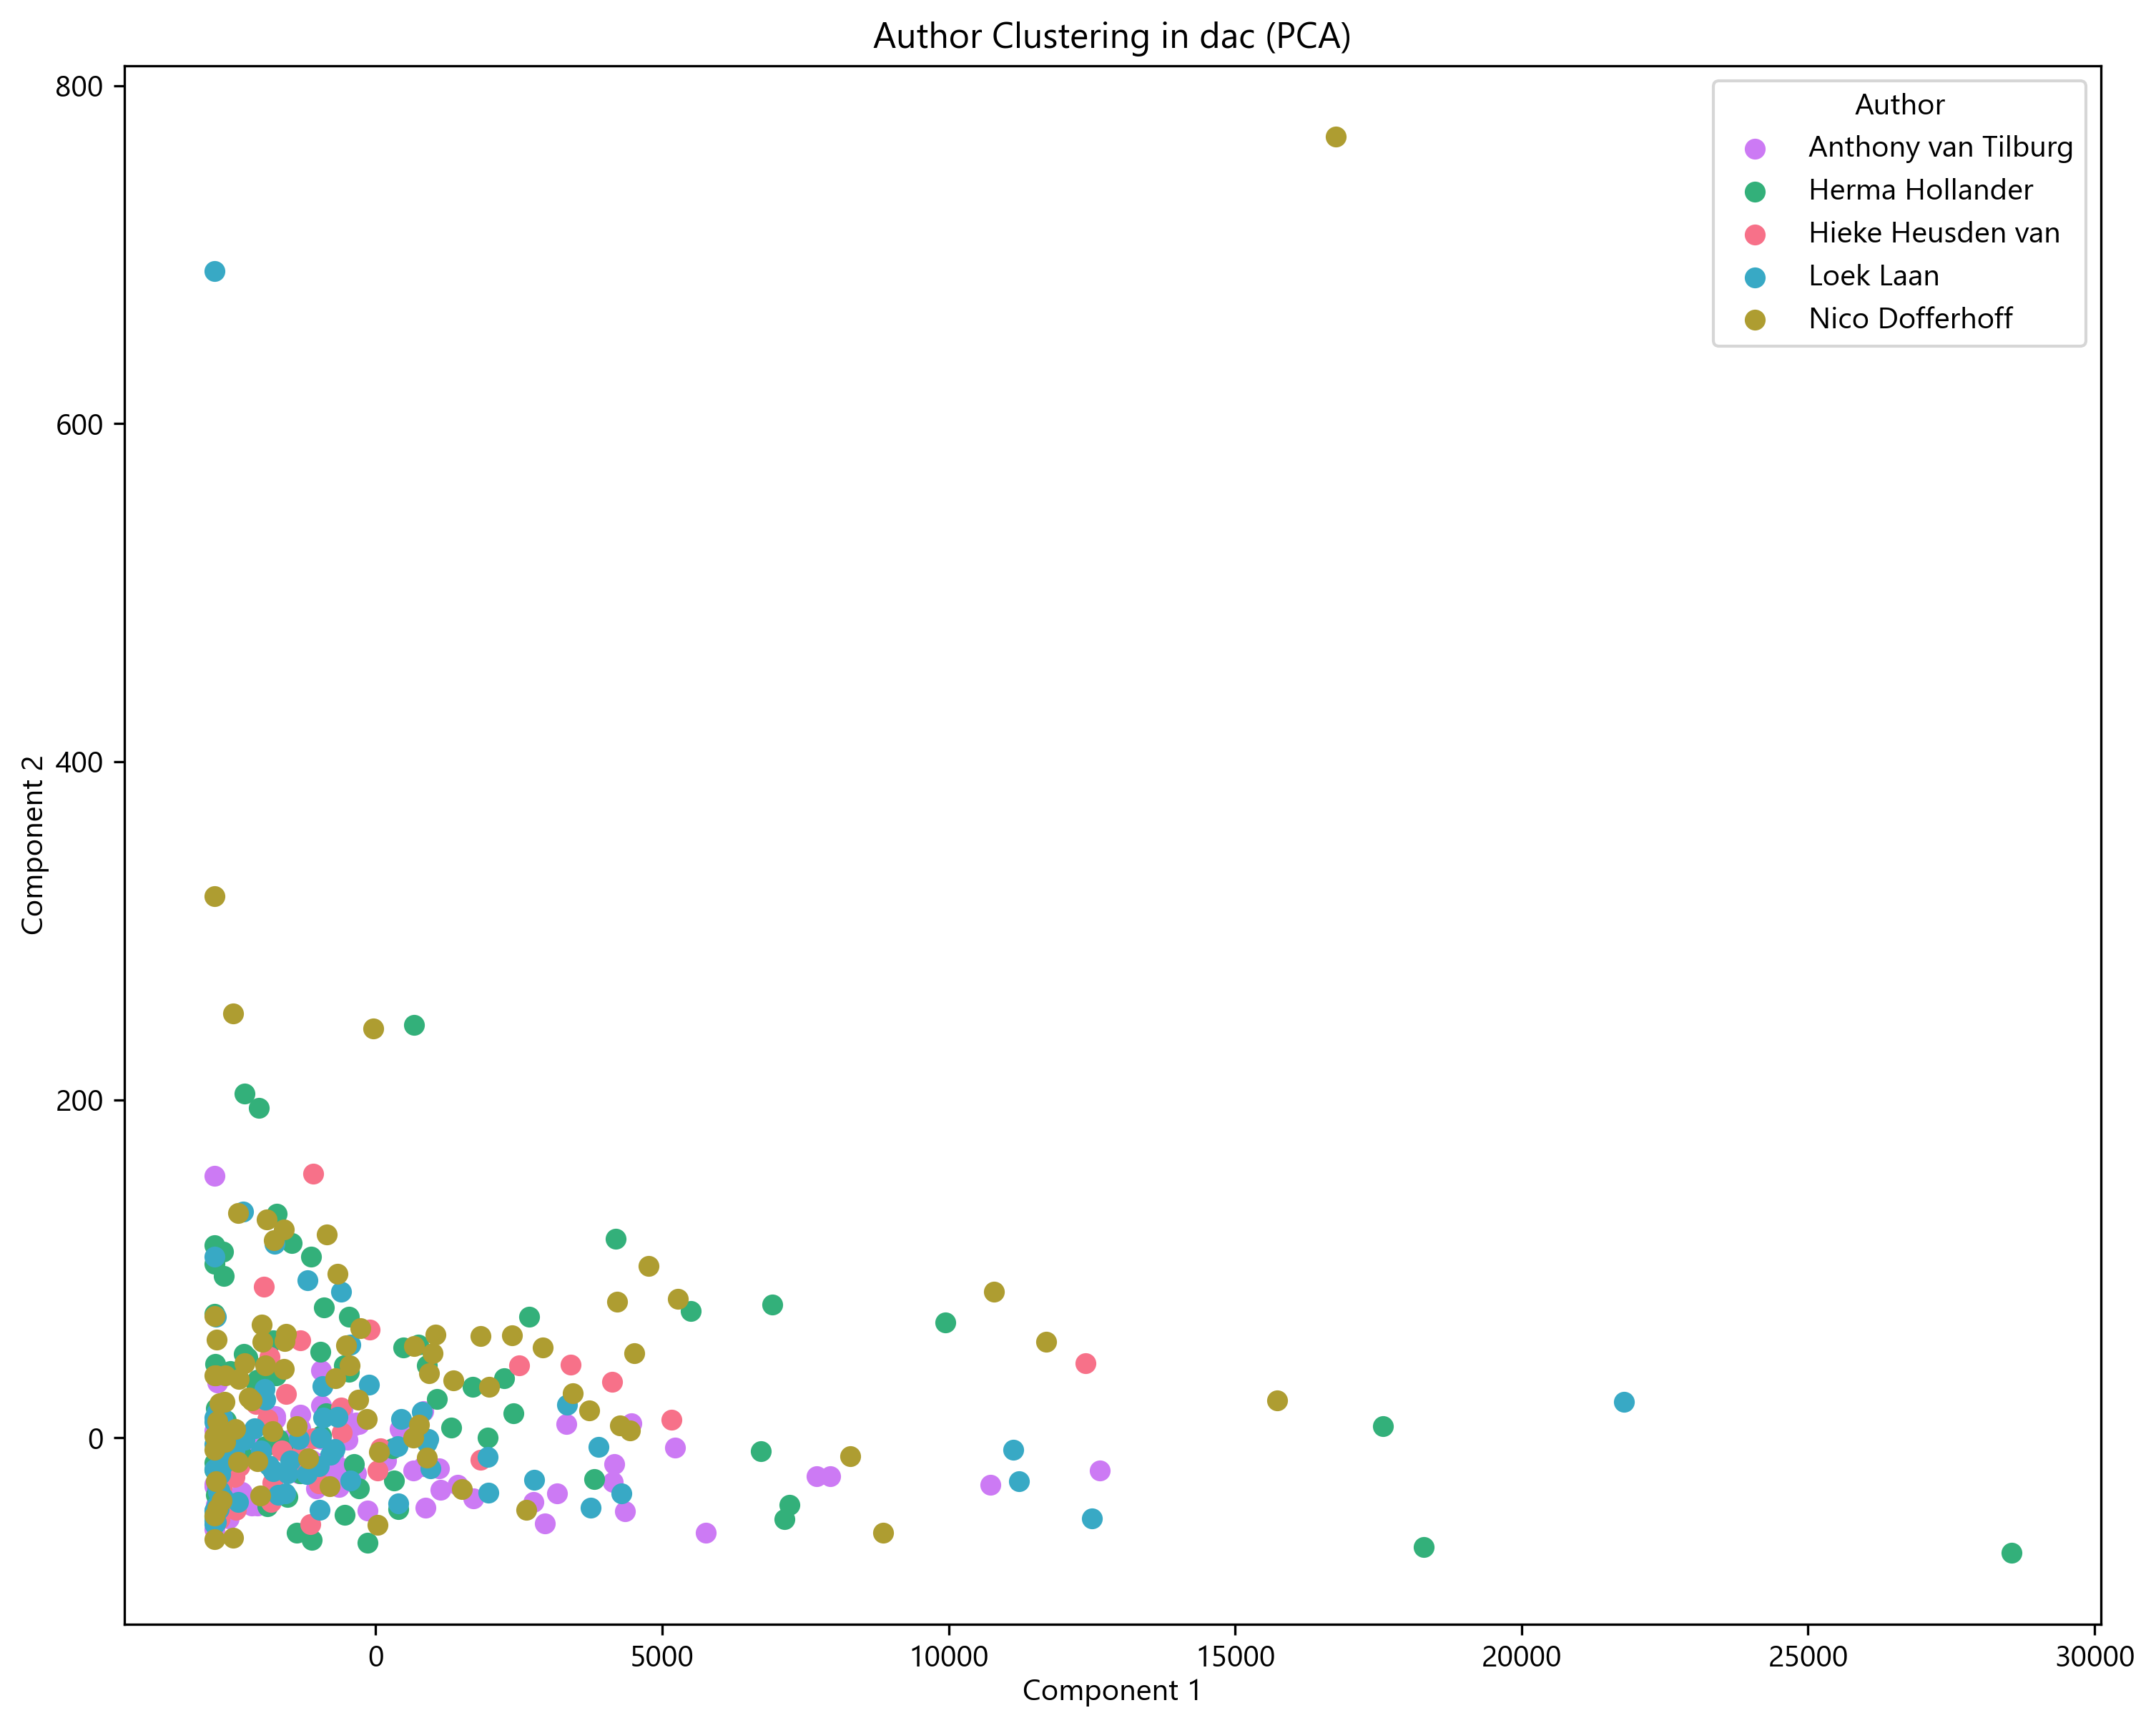 Author Clustering in dac (PCA)
Author
Anthony van Tilburg
Herma Hollander
Hieke Heusden van
Loek Laan
Nico Dofferhoff
Component 2
800
600
400
200
0
0 5000 10000 15000 20000 25000 30000
Component 1